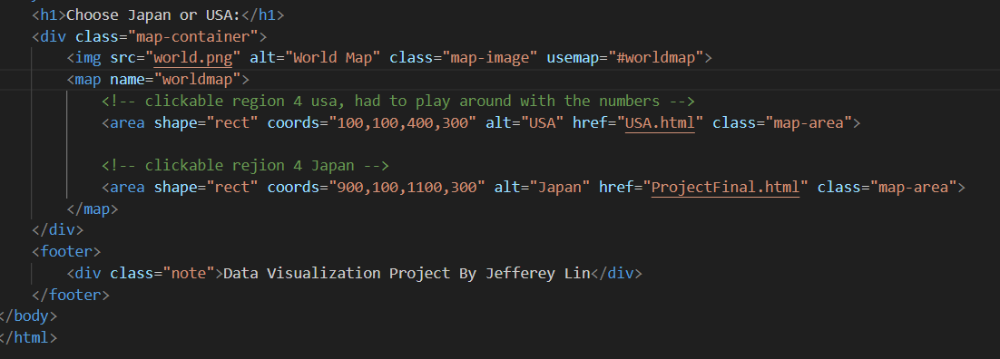 <h1>Choose Japan or USA:</h1>
<div class="map-container">
<img src="world.png" alt="World Map" class="map-image" usemap="#worldmap">
<map name="worldmap">
<!-- clickable region 4 usa, had to play around with the numbers -->
<area shape="rect" coords="100,100,400,300" alt="USA" href="USA.html" class="map-area">
<!-- clickable rejion 4 Japan -->
<area shape="rect" coords="900,100,1100,300" alt="Japan" href="ProjectFinal.html" class="map-area">
</map>
</div>
<footer>
<div class="note">Data Visualization Project By Jefferey Lin</div>
</footer>
</body>
</html>